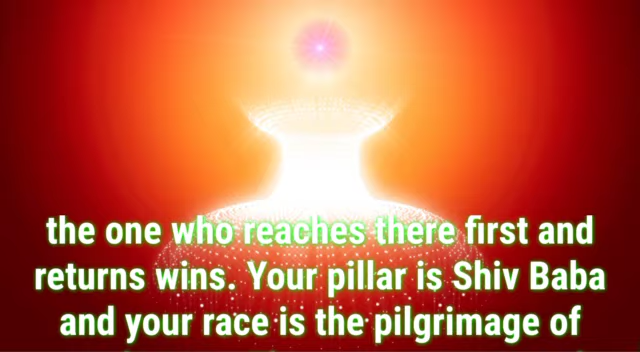 the one who reaches there first and
returns wins. Your pillar is Shiv Baba
and your race is the pilgrimage of